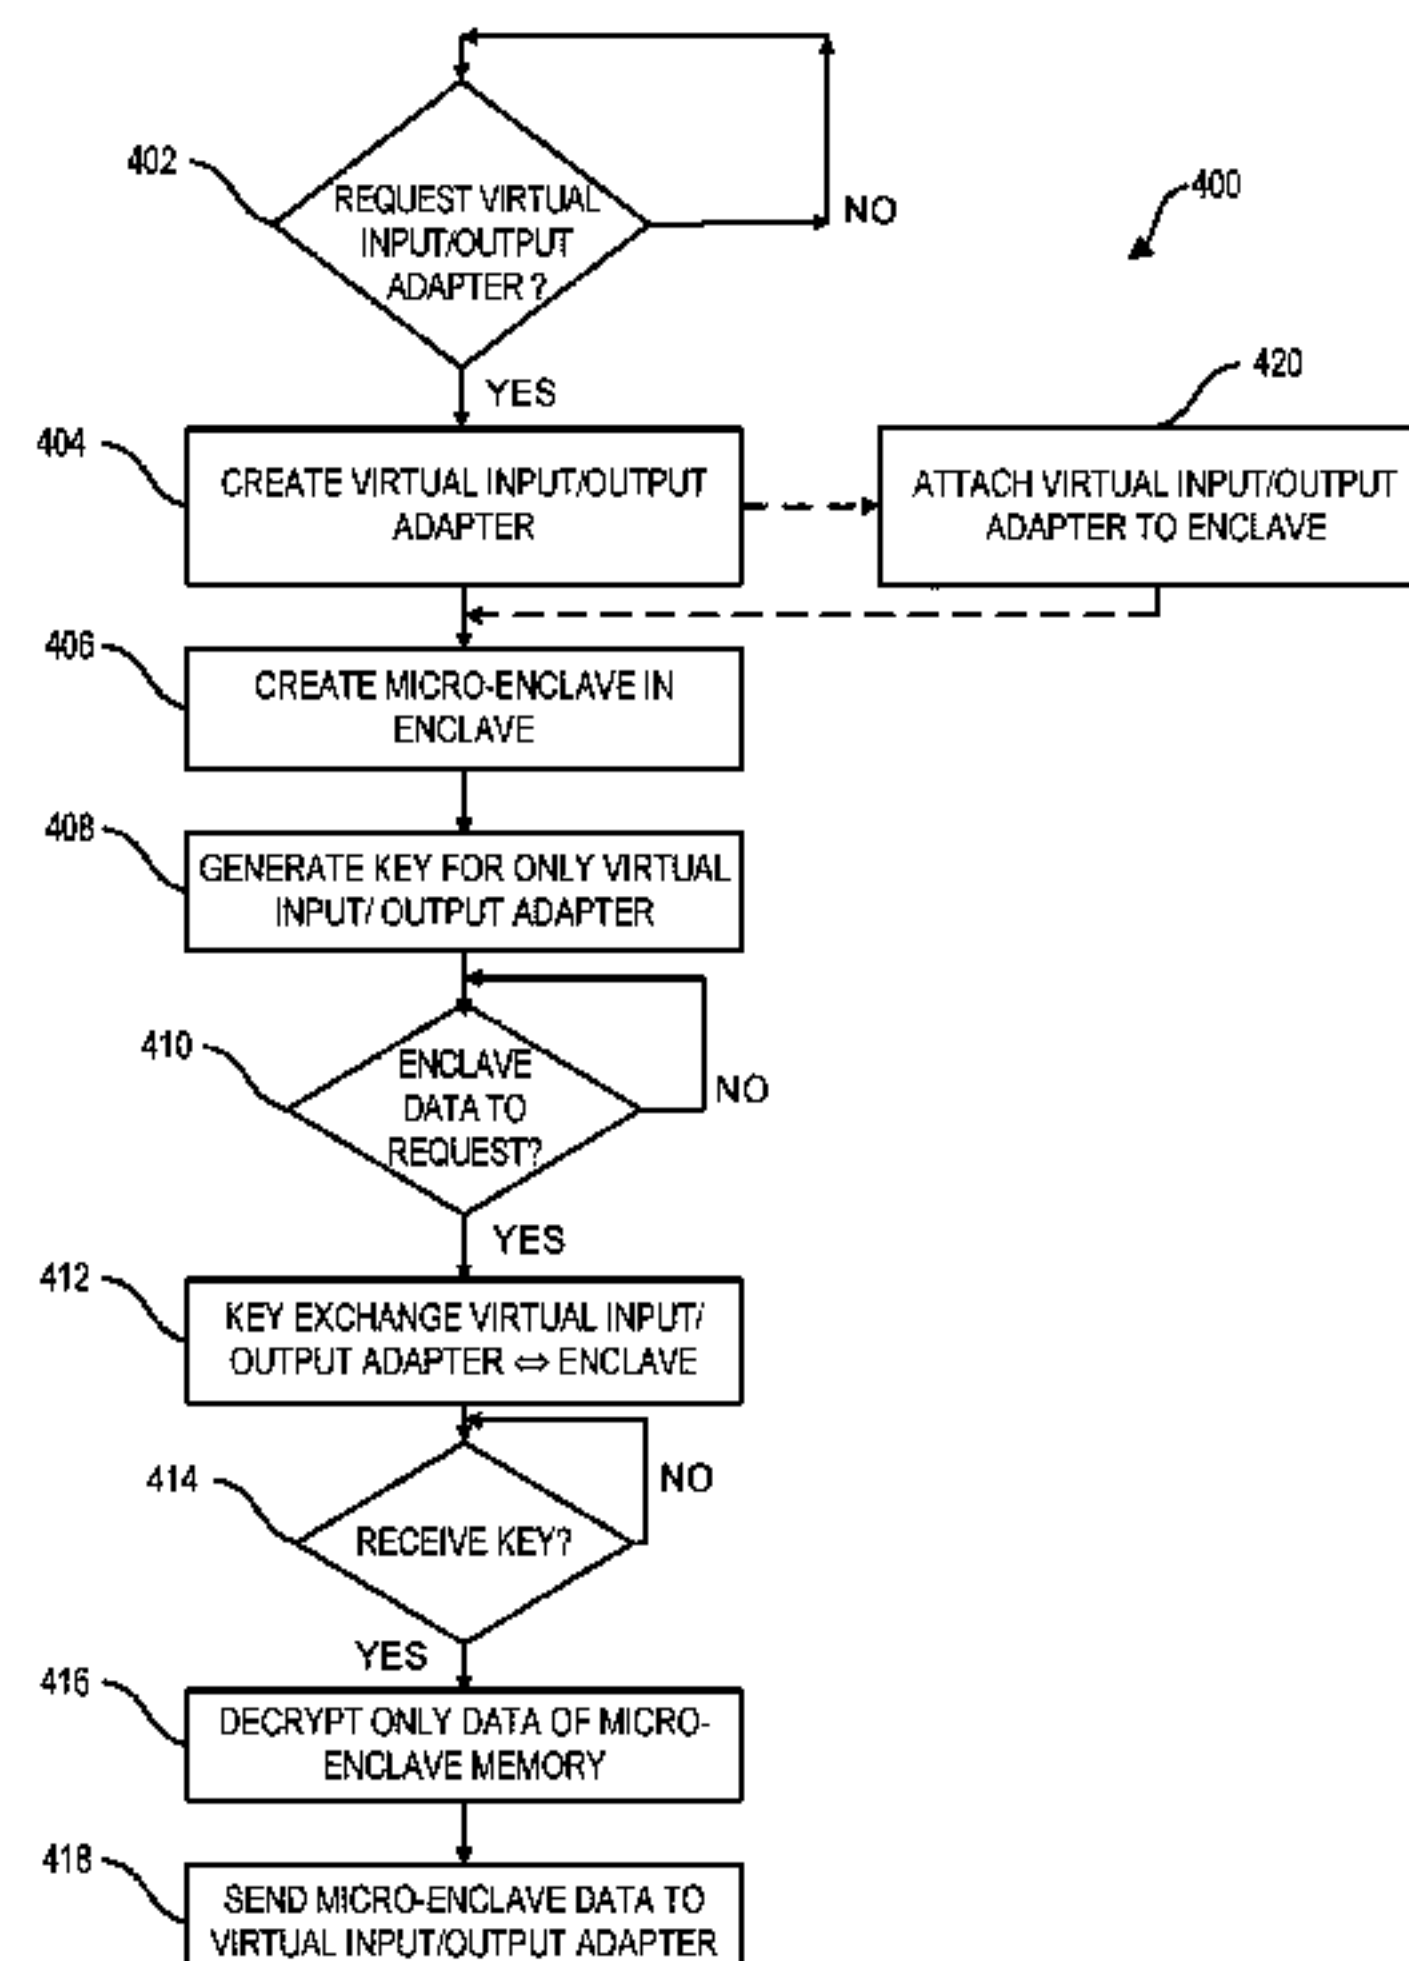 402
REQUEST VIRTUAL
INPUT/OUTPUT
ADAPTER ?
NO
400
YES
420
404
CREATE VIRTUAL INPUT/OUTPUT
ADAPTER
ATTACH VIRTUAL INPUT/OUTPUT
ADAPTER TO ENCLAVE
406
CREATE MICRO-ENCLAVE IN
ENCLAVE
408
GENERATE KEY FOR ONLY VIRTUAL
INPUT/ OUTPUT ADAPTER
410
ENCLAVE
DATA TO
REQUEST?
NO
YES
412
KEY EXCHANGE VIRTUAL INPUT/
OUTPUT ADAPTER ⇔ ENCLAVE
414
NO
RECEIVE KEY?
YES
416
DECRYPT ONLY DATA OF MICRO-
ENCLAVE MEMORY
418
SEND MICRO-ENCLAVE DATA TO
VIRTUAL INPUT/OUTPUT ADAPTER